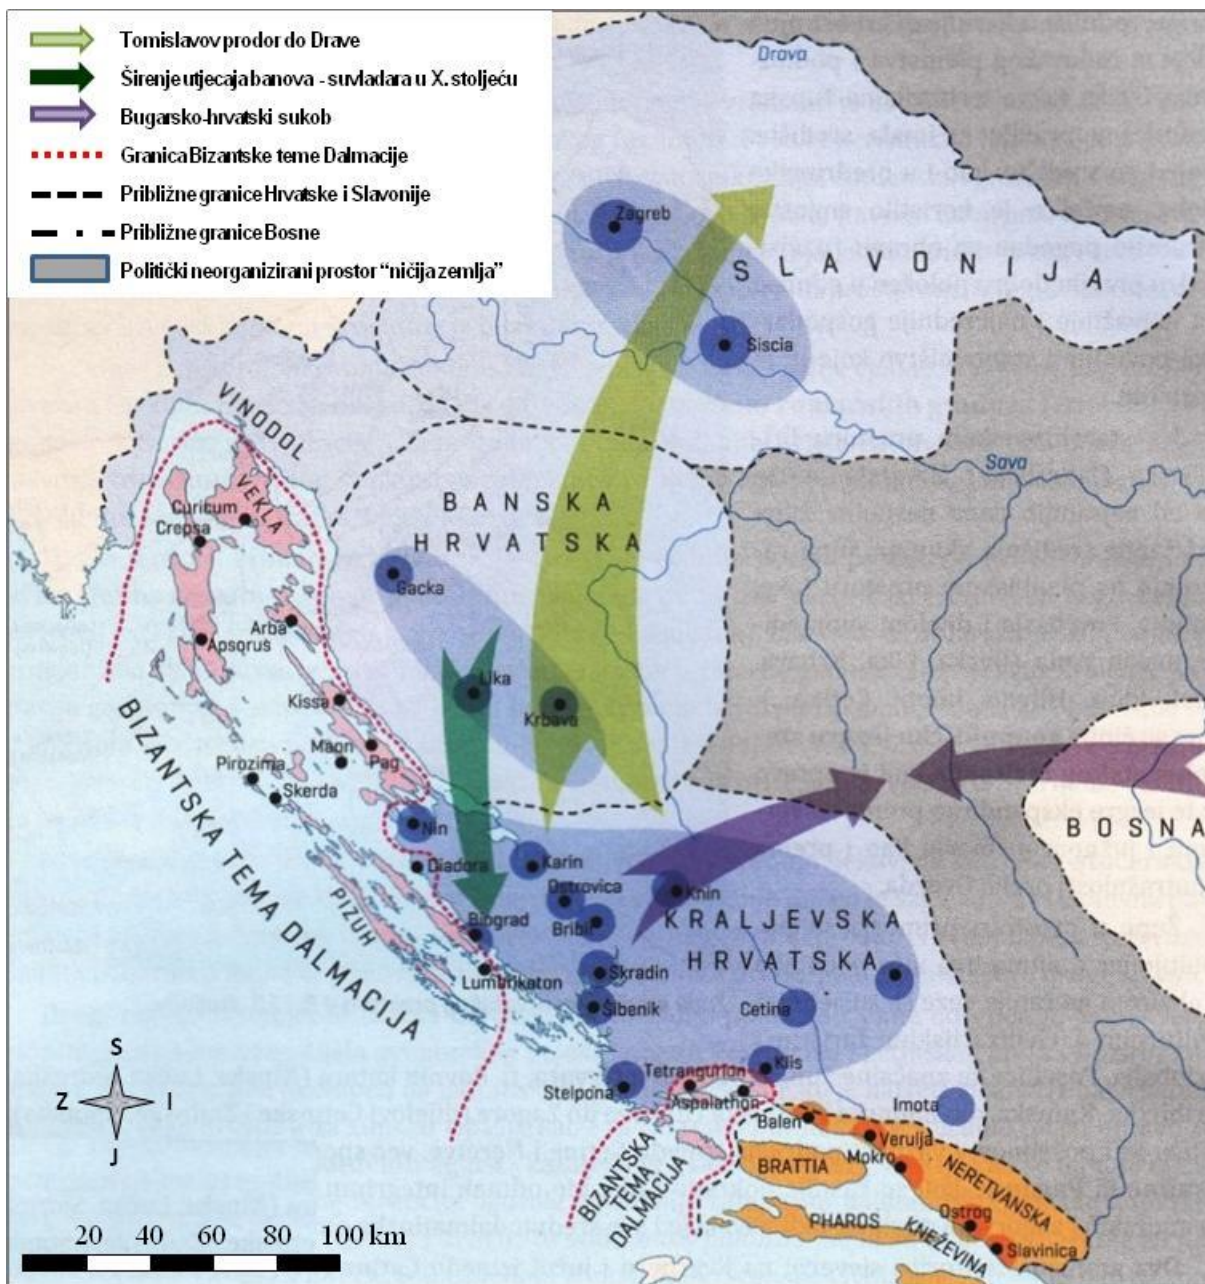 Tomislavov prodor do Drave
Širenje utjecaja banova - suvladara u X. stoljeću
Bugarsko-hrvatski sukob
Granica Bizantske teme Dalmacije
Približne granice Hrvatske i Slavonije
Približne granice Bosne
Politički neorganizirani prostor “ničija zemlja”
Drava
Zagreb
SLAVONIJA
Siscia
VINODOL
Sava
VEKLA
BANSKA
HRVATSKA
Curicum
Crepsa
Gacka
Arba
Apsorus
Lika
Kissa
Krbava
Maon
Pag
Pirozima
Skerda
BIZANTSKA TEMA DALMACIJA
Nin
BOSNA
Diadora
Karin
Ostrovica
Knin
PIZUH
Biograd
Bribir
KRALJEVSKA
HRVATSKA
Lumbrikaton
Skradin
Šibenik
Cetina
Klis
Tetrangurion
Stelpona
Aspalathon
Imota
Balen
Verulja
Mokro
BRATTIA
NERETVANSKA
KNEŽEVINA
BIZANTSKA
TEMA
DALMACIJA
PHAROS
Ostrog
Slavinica
S
Z
I
J
20 40 60 80 100 km